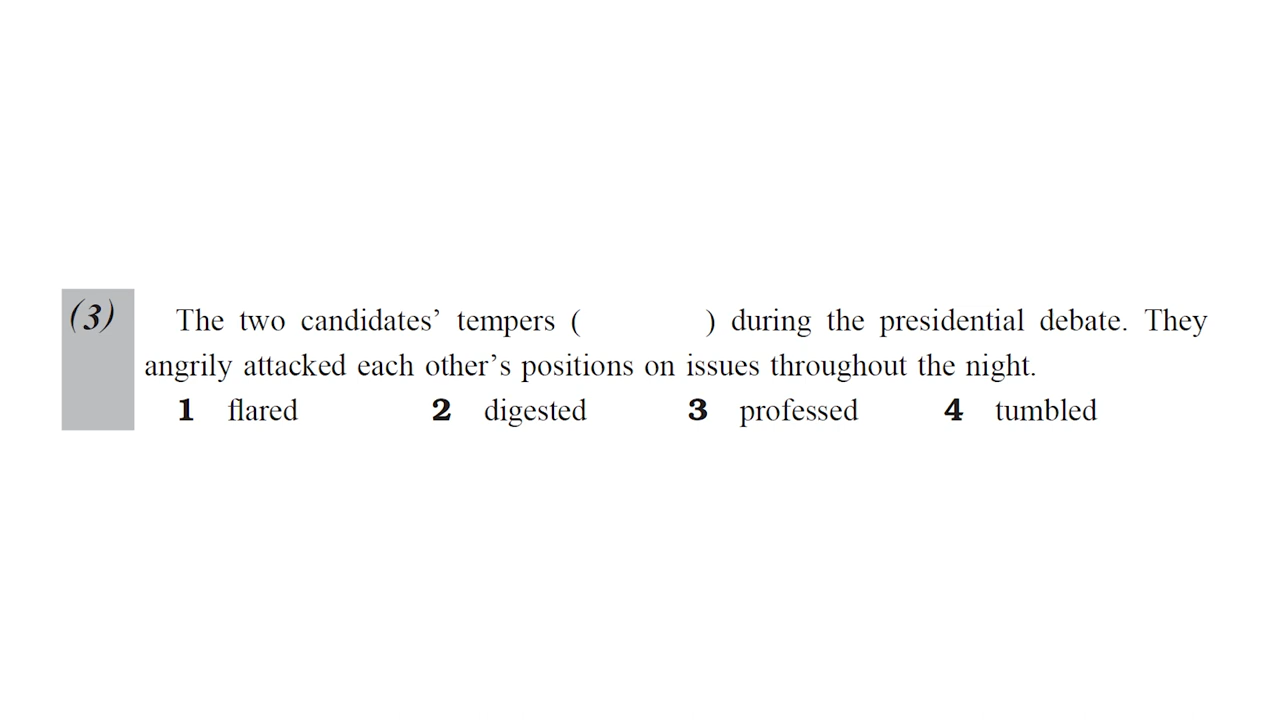 (3) The two candidates’ tempers (          ) during the presidential debate. They
angrily attacked each other’s positions on issues throughout the night.
1 flared 2 digested 3 professed 4 tumbled